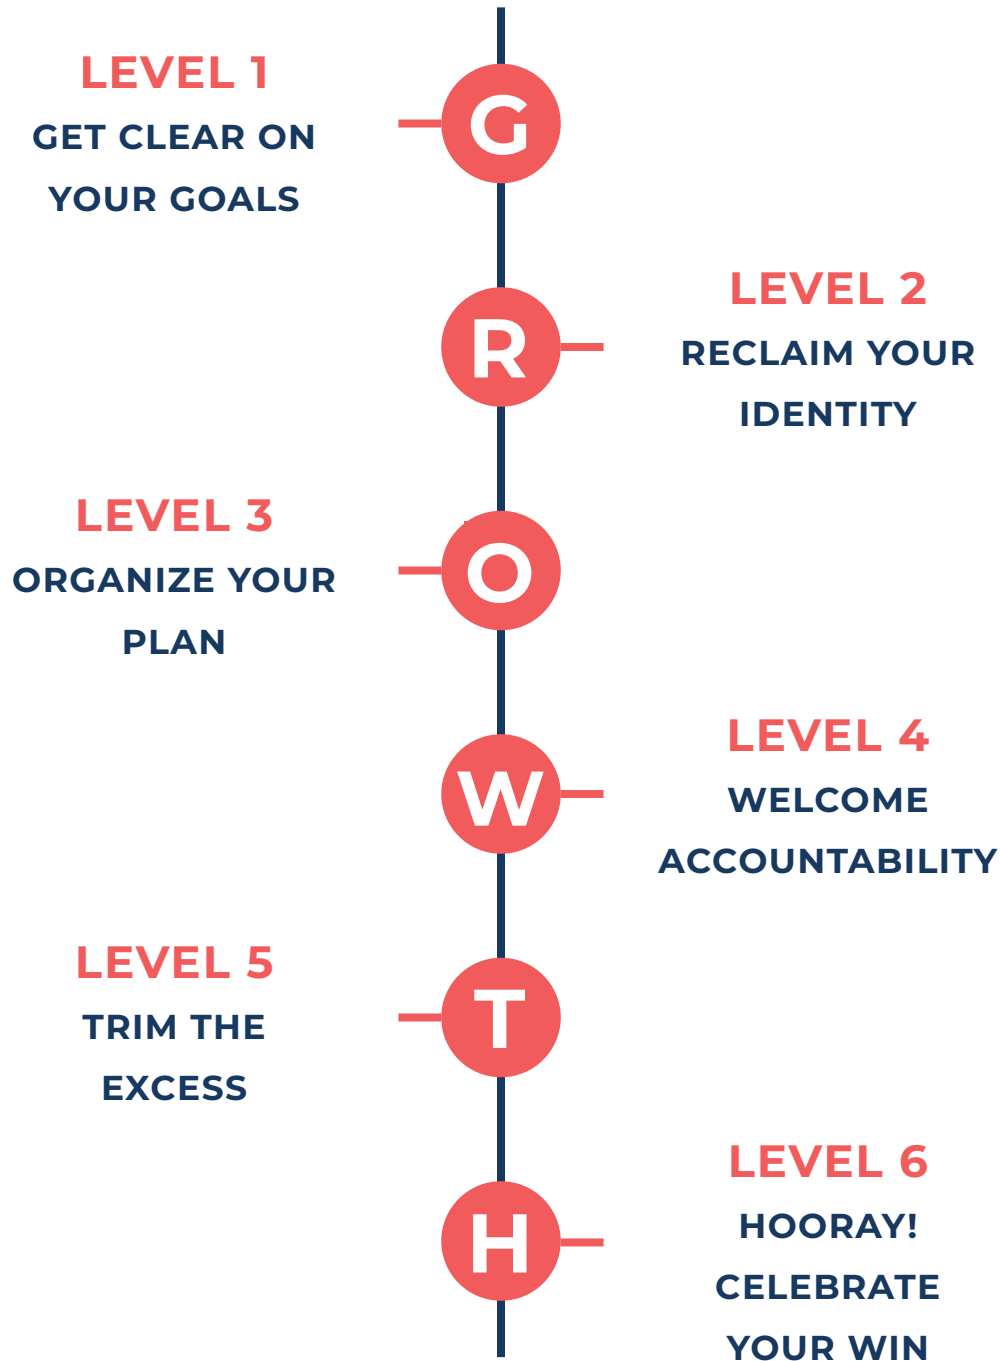 LEVEL 1
GET CLEAR ON
YOUR GOALS
G
R
LEVEL 2
RECLAIM YOUR
IDENTITY
LEVEL 3
ORGANIZE YOUR
PLAN
O
W
LEVEL 4
WELCOME
ACCOUNTABILITY
LEVEL 5
TRIM THE
EXCESS
T
H
LEVEL 6
HOORAY!
CELEBRATE
YOUR WIN